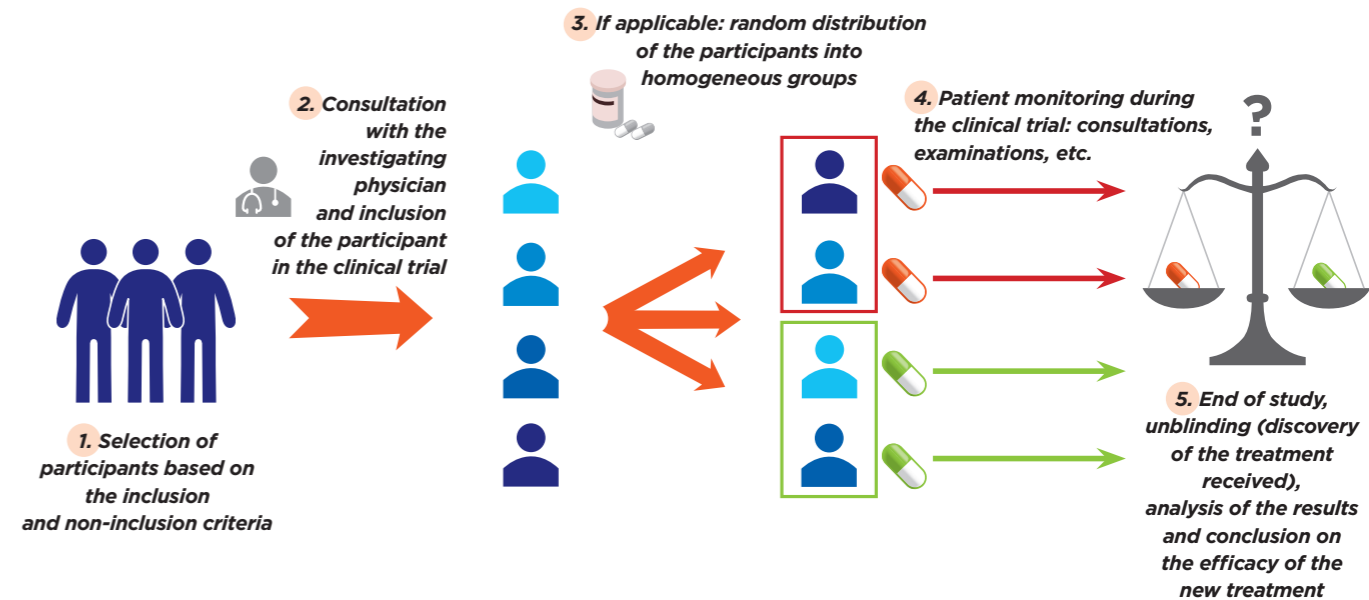 1. Selection of
participants based on
the inclusion
and non-inclusion criteria
2. Consultation
with the
investigating
physician
and inclusion
of the participant
in the clinical trial
3. If applicable: random distribution
of the participants into
homogeneous groups
4. Patient monitoring during
the clinical trial: consultations,
examinations, etc.
?
5. End of study,
unblinding (discovery
of the treatment
received),
analysis of the results
and conclusion on
the efficacy of the
new treatment